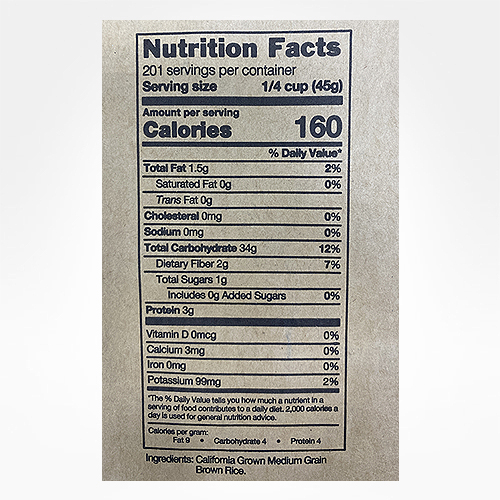 Nutrition Facts
201 servings per container
Serving size 1/4 cup (45g)
Amount per serving
Calories 160
% Daily Value*
Total Fat 1.5g 2%
Saturated Fat 0g 0%
Trans Fat 0g
Cholesterol 0mg 0%
Sodium 0mg 0%
Total Carbohydrate 34g 12%
Dietary Fiber 2g 7%
Total Sugars 1g
Includes 0g Added Sugars 0%
Protein 3g
Vitamin D 0mcg 0%
Calcium 3mg 0%
Iron 0mg 0%
Potassium 99mg 2%
*The % Daily Value tells you how much a nutrient in a
serving of food contributes to a daily diet. 2,000 calories a
day is used for general nutrition advice.
Calories per gram:
Fat 9 • Carbohydrate 4 • Protein 4
Ingredients: California Grown Medium Grain
Brown Rice.